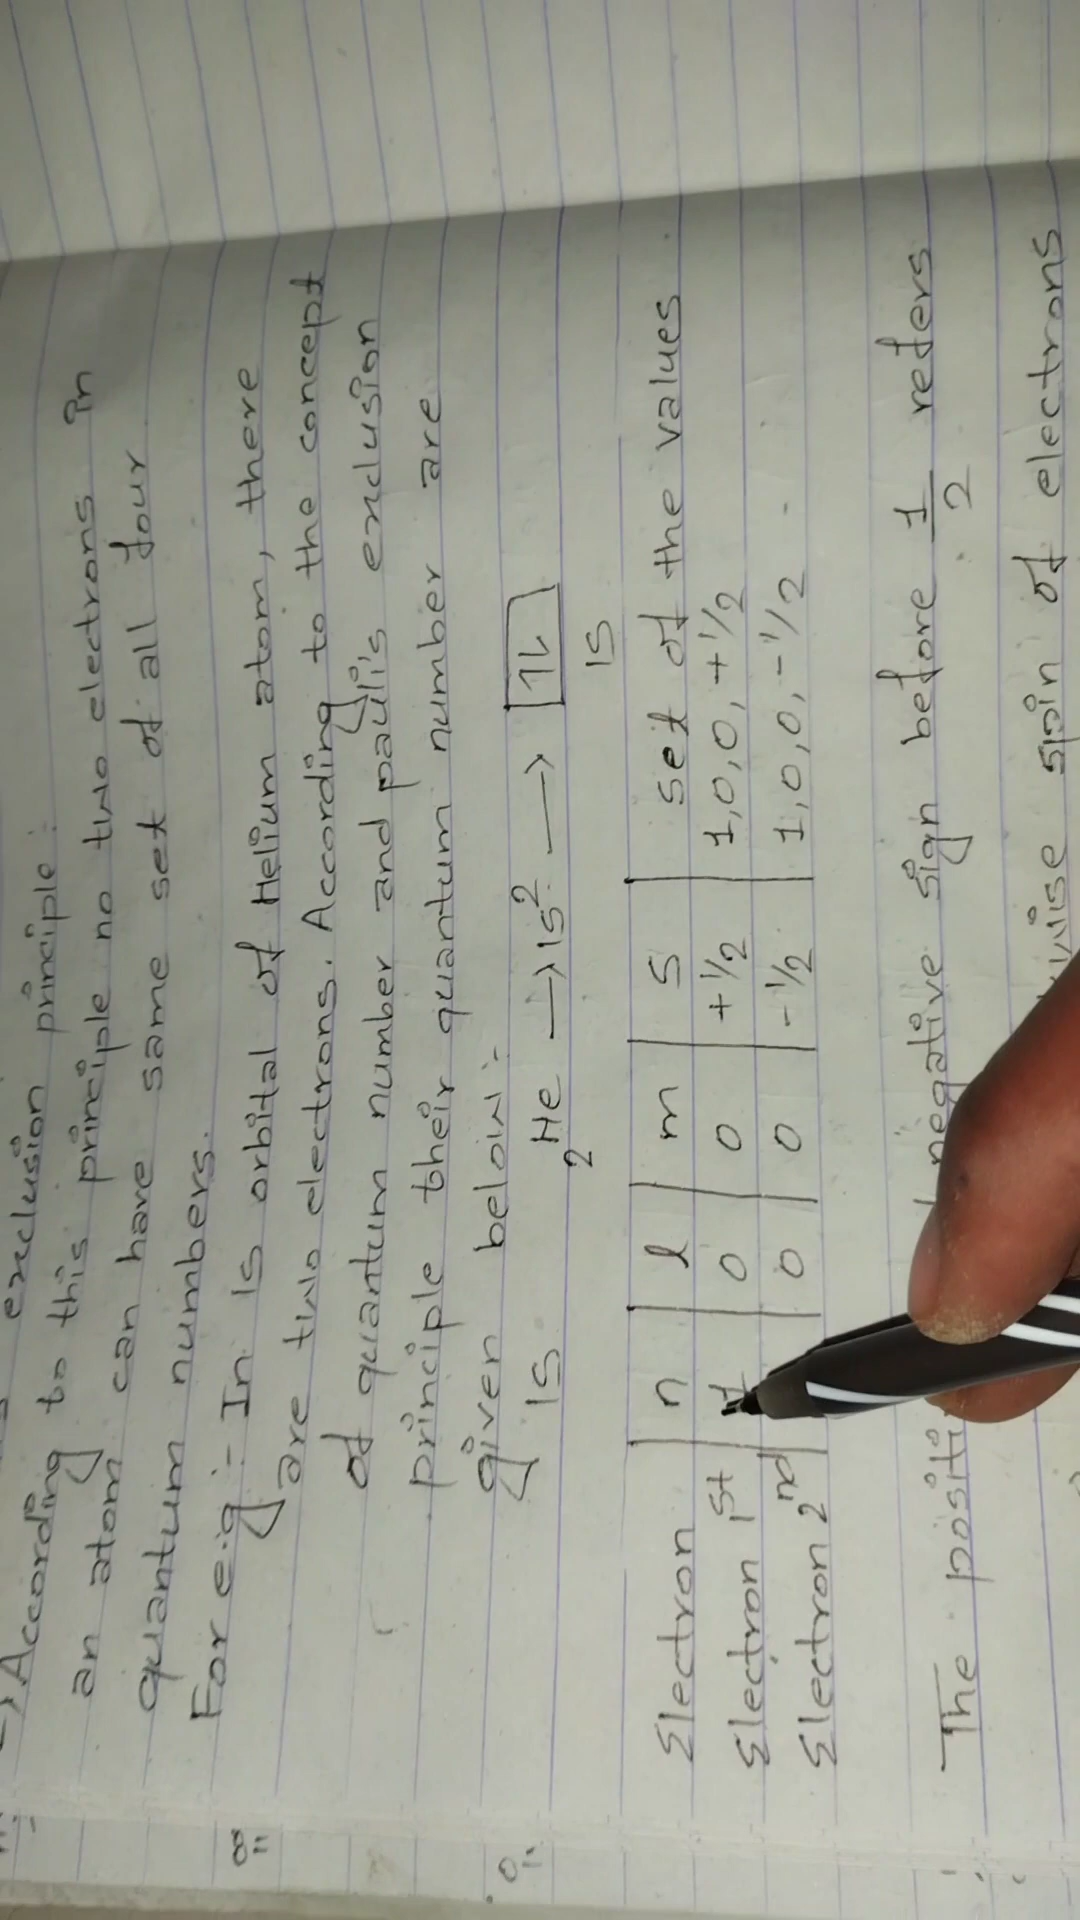 exclusion principle:
→ According to this principle no two electrons in
an atom can have same set of all four
quantum numbers.
For e.g:- In 1s orbital of Helium atom, there
are two electrons. According to the concept
of quantum number and pauli's exclusion
principle their quantum number are
given below:-
1s ₂He → 1s² → 1↿⇂
1s
Electron | n | l | m | s | set of the values
Electron 1st | 1 | 0 | 0 | +1/2 | 1,0,0,+1/2
Electron 2nd | 0 | 0 | -1/2 | 1,0,0,-1/2.
The negative sign before 1/2 refers
spin of electrons